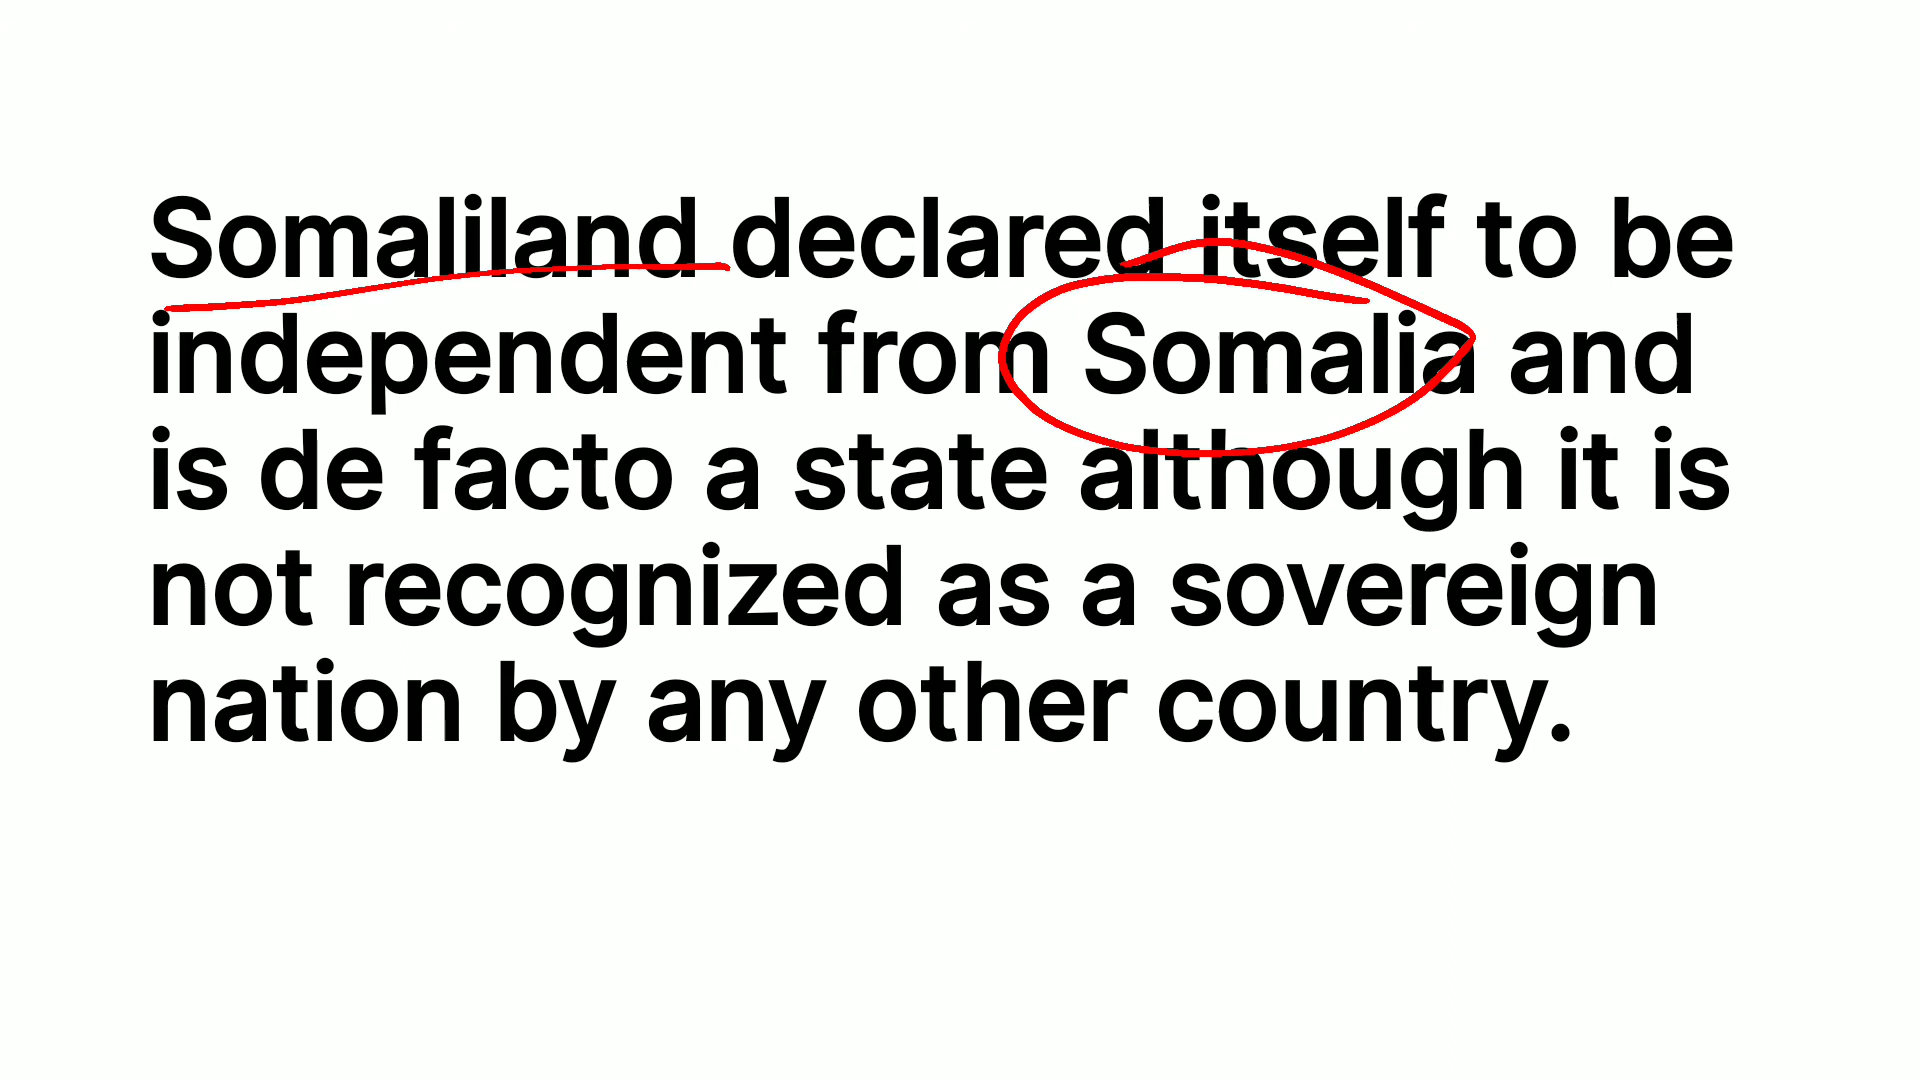 Somaliland declared itself to be
independent from Somalia and
is de facto a state although it is
not recognized as a sovereign
nation by any other country.